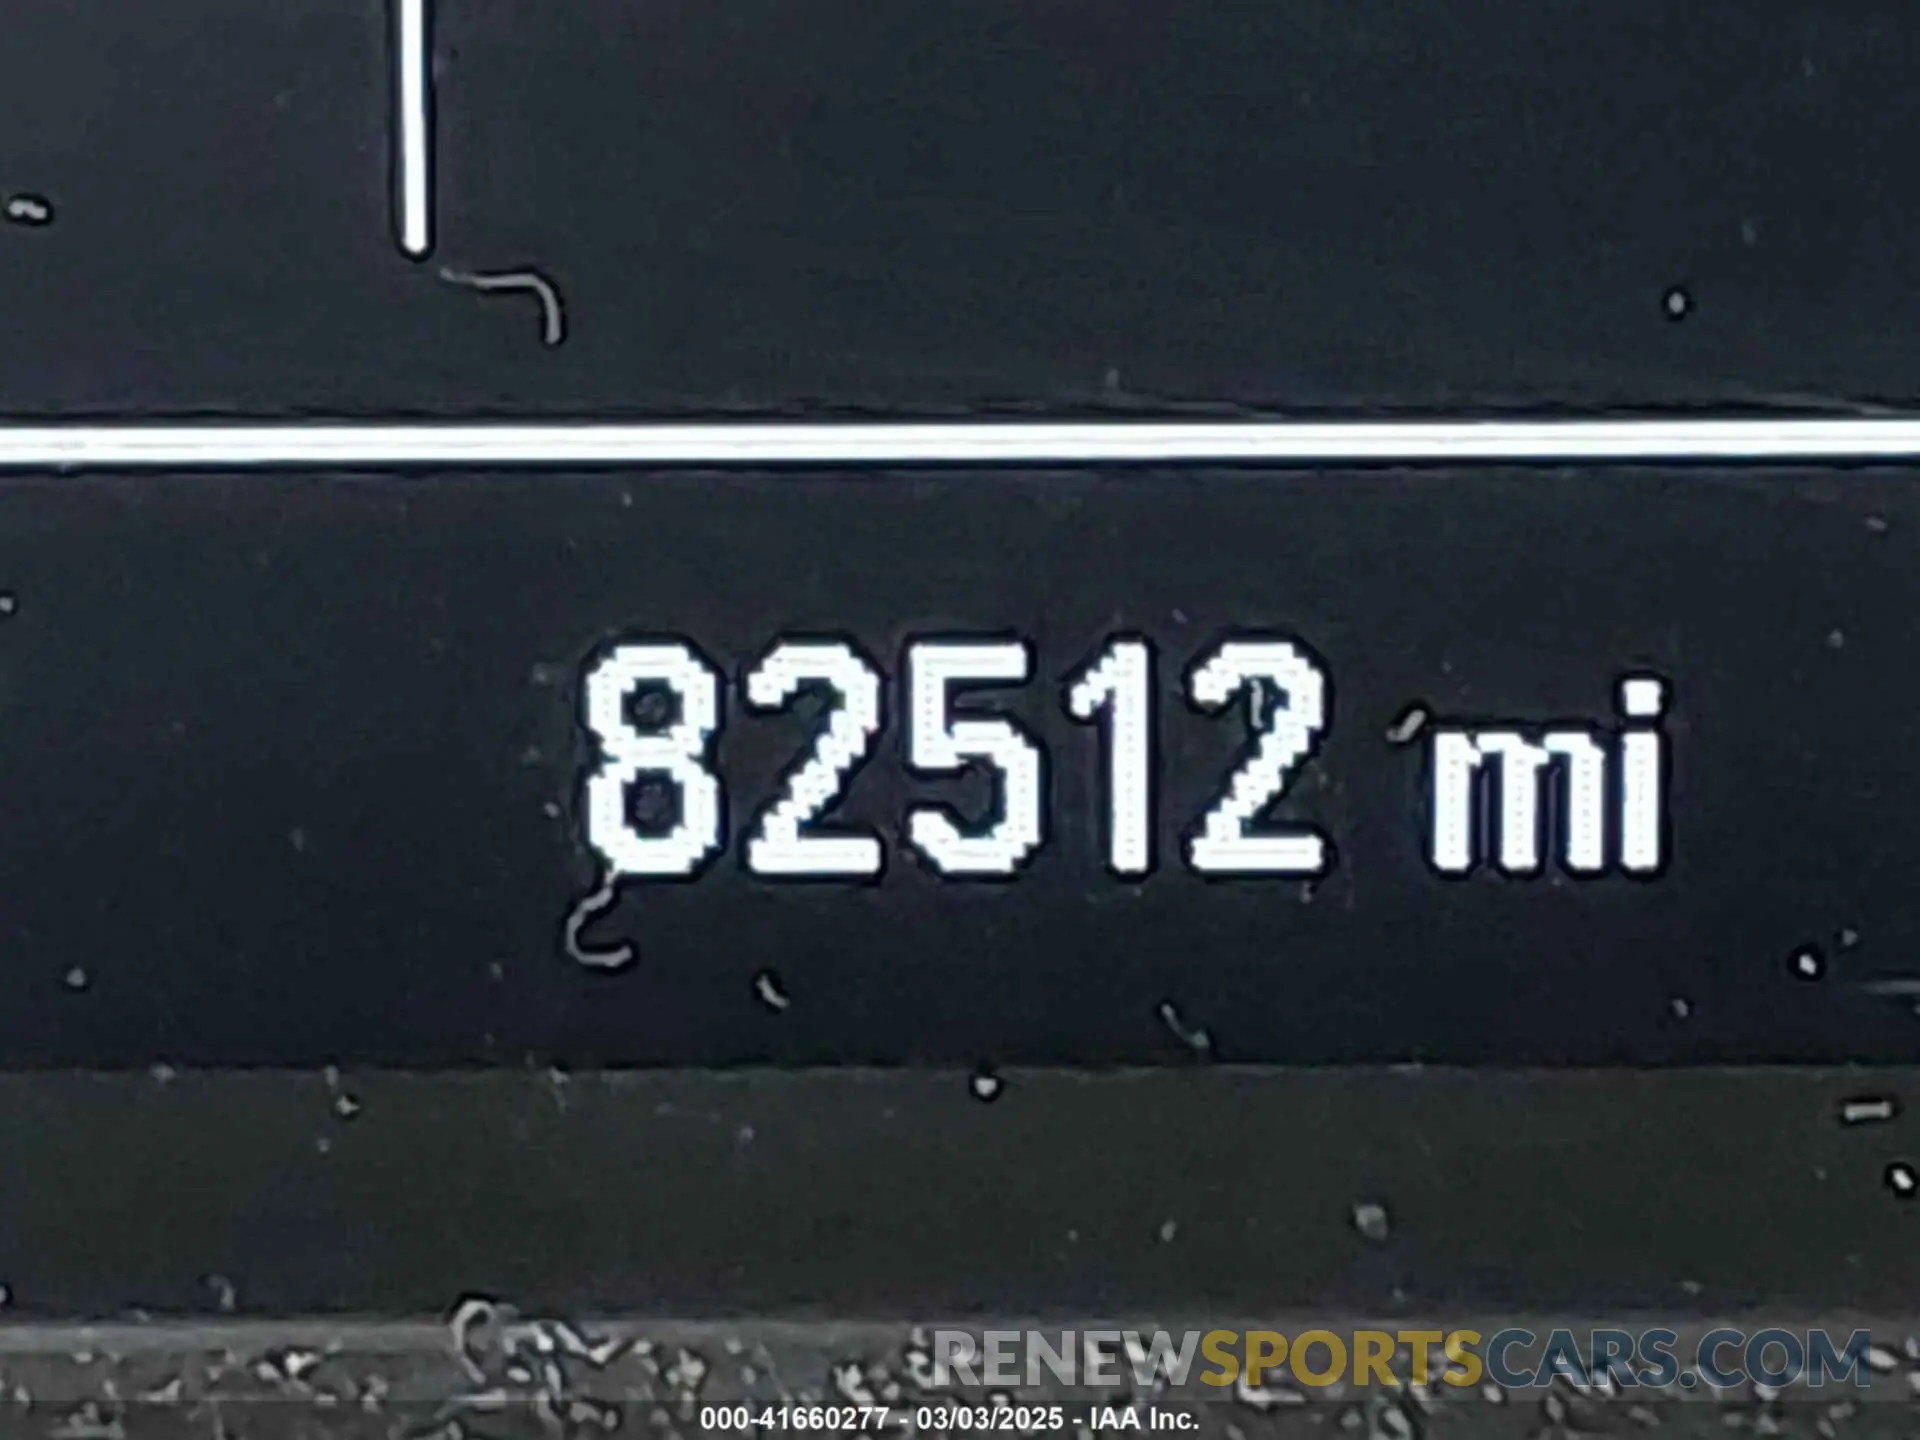 82512 mi
RENEWSPORTSCARS.COM
000-41660277 - 03/03/2025 - IAA Inc.